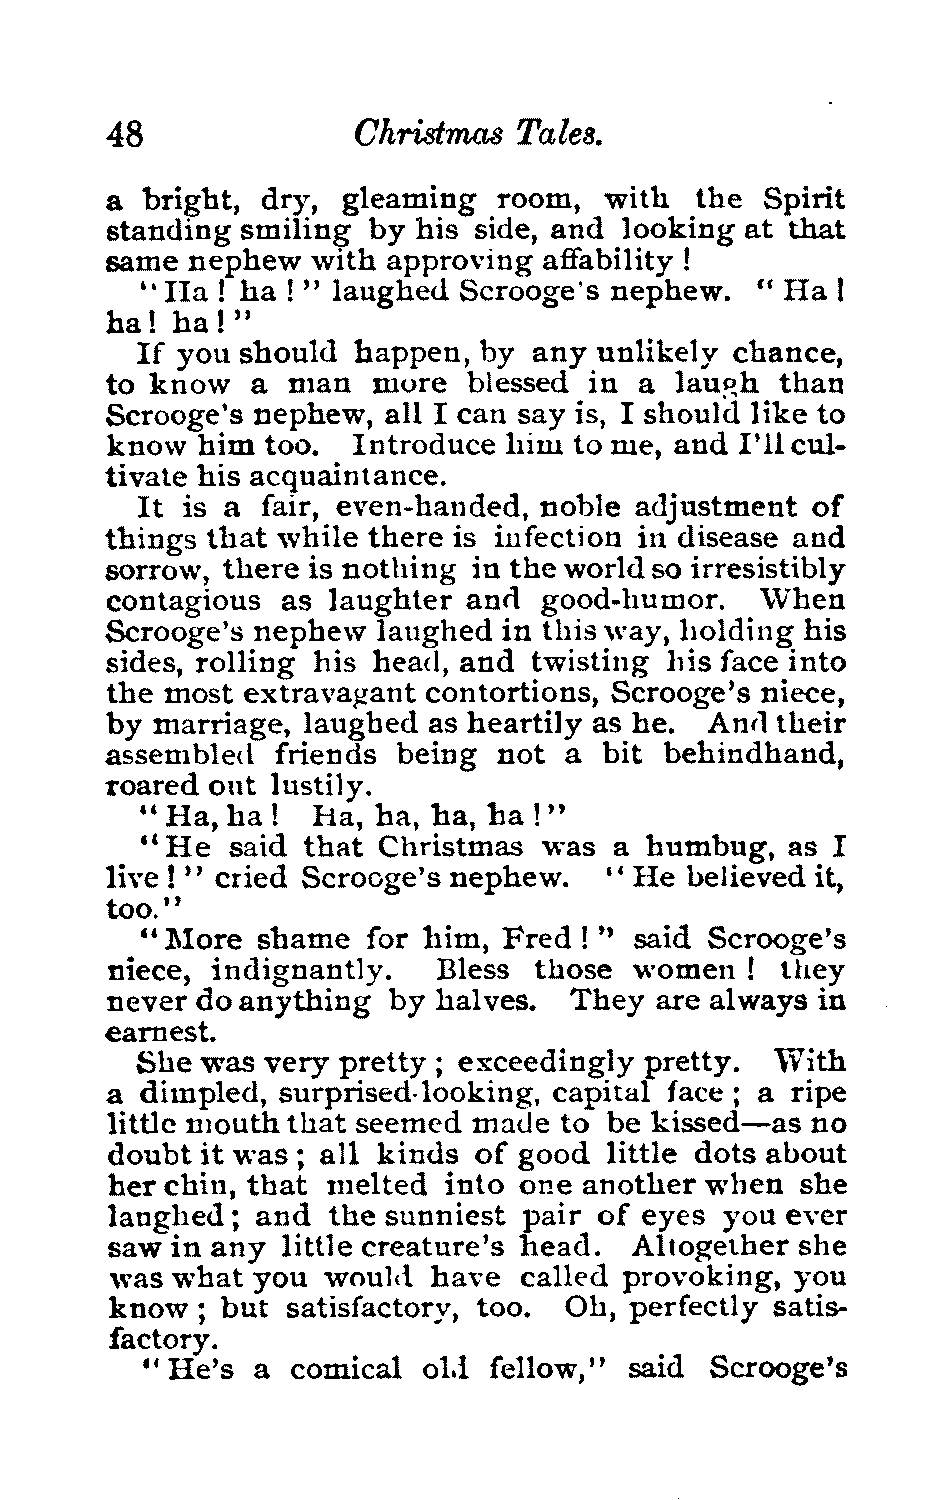 48 Christmas Tales.
a bright, dry, gleaming room, with the Spirit
standing smiling by his side, and looking at that
same nephew with approving affability !
"Ha ! ha ! " laughed Scrooge's nephew. " Ha !
ha ! ha ! "
If you should happen, by any unlikely chance,
to know a man more blessed in a laugh than
Scrooge's nephew, all I can say is, I should like to
know him too. Introduce him to me, and I'll cul-
tivate his acquaintance.
It is a fair, even-handed, noble adjustment of
things that while there is infection in disease and
sorrow, there is nothing in the world so irresistibly
contagious as laughter and good-humor. When
Scrooge's nephew laughed in this way, holding his
sides, rolling his head, and twisting his face into
the most extravagant contortions, Scrooge's niece,
by marriage, laughed as heartily as he. And their
assembled friends being not a bit behindhand,
roared out lustily.
" Ha, ha ! Ha, ha, ha, ha ! "
"He said that Christmas was a humbug, as I
live ! " cried Scrooge's nephew. " He believed it,
too."
"More shame for him, Fred ! " said Scrooge's
niece, indignantly. Bless those women ! they
never do anything by halves. They are always in
earnest.
She was very pretty ; exceedingly pretty. With
a dimpled, surprised-looking, capital face ; a ripe
little mouth that seemed made to be kissed—as no
doubt it was ; all kinds of good little dots about
her chin, that melted into one another when she
laughed ; and the sunniest pair of eyes you ever
saw in any little creature's head. Altogether she
was what you would have called provoking, you
know ; but satisfactory, too. Oh, perfectly satis-
factory.
" He's a comical old fellow," said Scrooge's